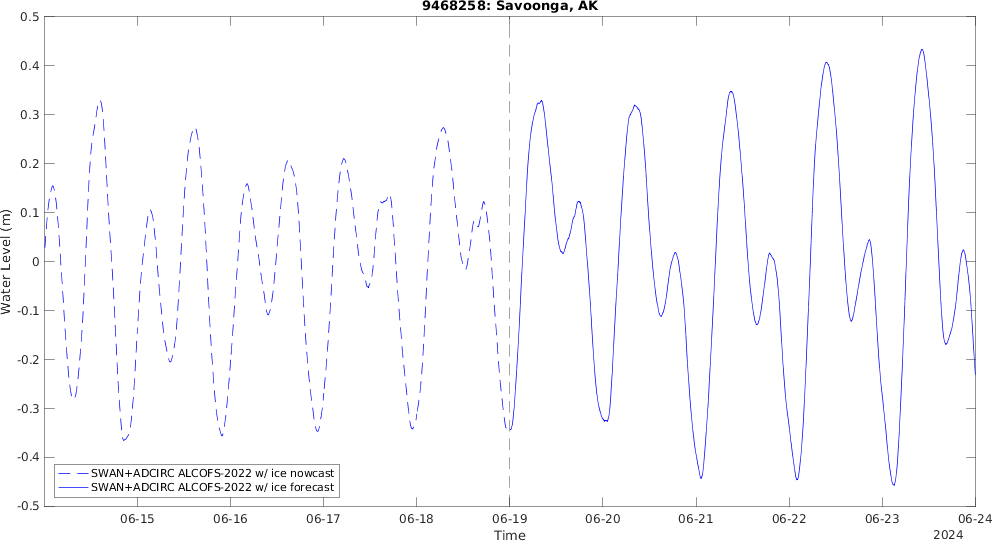 9468258: Savoonga, AK
0.5
0.4
0.3
0.2
0.1
0
-0.1
-0.2
-0.3
-0.4
-0.5
Water Level (m)
SWAN+ADCIRC ALCOFS-2022 w/ ice nowcast
SWAN+ADCIRC ALCOFS-2022 w/ ice forecast
06-15 06-16 06-17 06-18 06-19 06-20 06-21 06-22 06-23 06-24
Time
2024